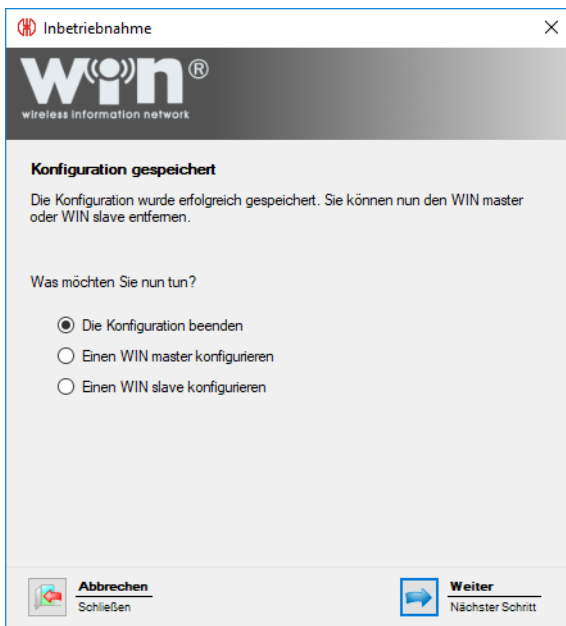 Inbetriebnahme
WIN®
wireless information network
Konfiguration gespeichert
Die Konfiguration wurde erfolgreich gespeichert. Sie können nun den WIN master
oder WIN slave entfernen.
Was möchten Sie nun tun?
Die Konfiguration beenden
Einen WIN master konfigurieren
Einen WIN slave konfigurieren
Abbrechen
Schließen
Weiter
Nächster Schritt